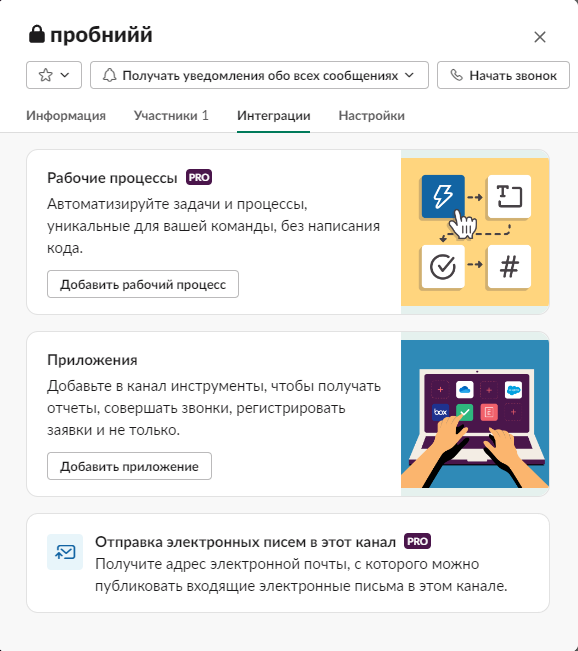 пробнийй
Получать уведомления обо всех сообщениях
Начать звонок
Информация
Участники 1
Интеграции
Настройки
Рабочие процессы PRO
Автоматизируйте задачи и процессы,
уникальные для вашей команды, без написания
кода.
Добавить рабочий процесс
Приложения
Добавьте в канал инструменты, чтобы получать
отчеты, совершать звонки, регистрировать
заявки и не только.
Добавить приложение
box
Отправка электронных писем в этот канал PRO
Получите адрес электронной почты, с которого можно
публиковать входящие электронные письма в этом канале.